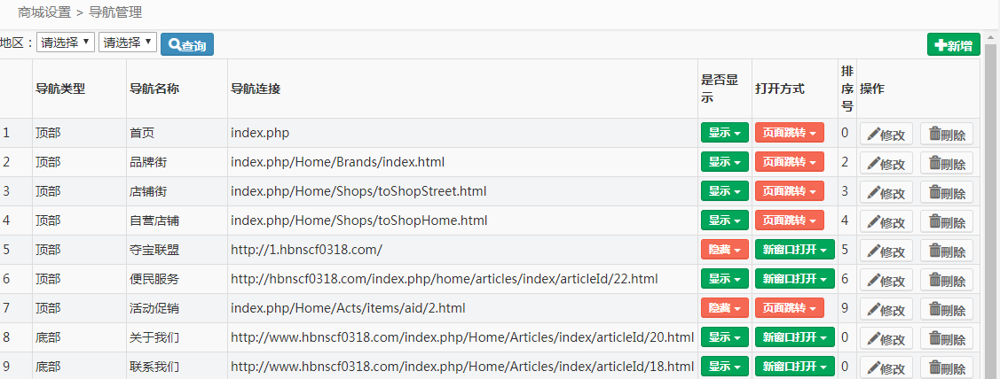 商城设置 > 导航管理
地区：请选择 请选择 查询 新增
导航类型 导航名称 导航连接 是否显示 打开方式 排序号 操作
1 顶部 首页 index.php 显示 页面跳转 0 修改 刪除
2 顶部 品牌街 index.php/Home/Brands/index.html 显示 页面跳转 2 修改 刪除
3 顶部 店铺街 index.php/Home/Shops/toShopStreet.html 显示 页面跳转 3 修改 刪除
4 顶部 自营店铺 index.php/Home/Shops/toShopHome.html 显示 页面跳转 4 修改 刪除
5 顶部 夺宝联盟 http://1.hbnscf0318.com/ 隐藏 新窗口打开 5 修改 刪除
6 顶部 便民服务 http://hbnscf0318.com/index.php/home/articles/index/articleId/22.html 显示 新窗口打开 6 修改 刪除
7 顶部 活动促销 index.php/Home/Acts/items/aid/2.html 隐藏 页面跳转 9 修改 刪除
8 底部 关于我们 http://www.hbnscf0318.com/index.php/Home/Articles/index/articleId/20.html 显示 新窗口打开 0 修改 刪除
9 底部 联系我们 http://www.hbnscf0318.com/index.php/Home/Articles/index/articleId/18.html 显示 新窗口打开 0 修改 刪除